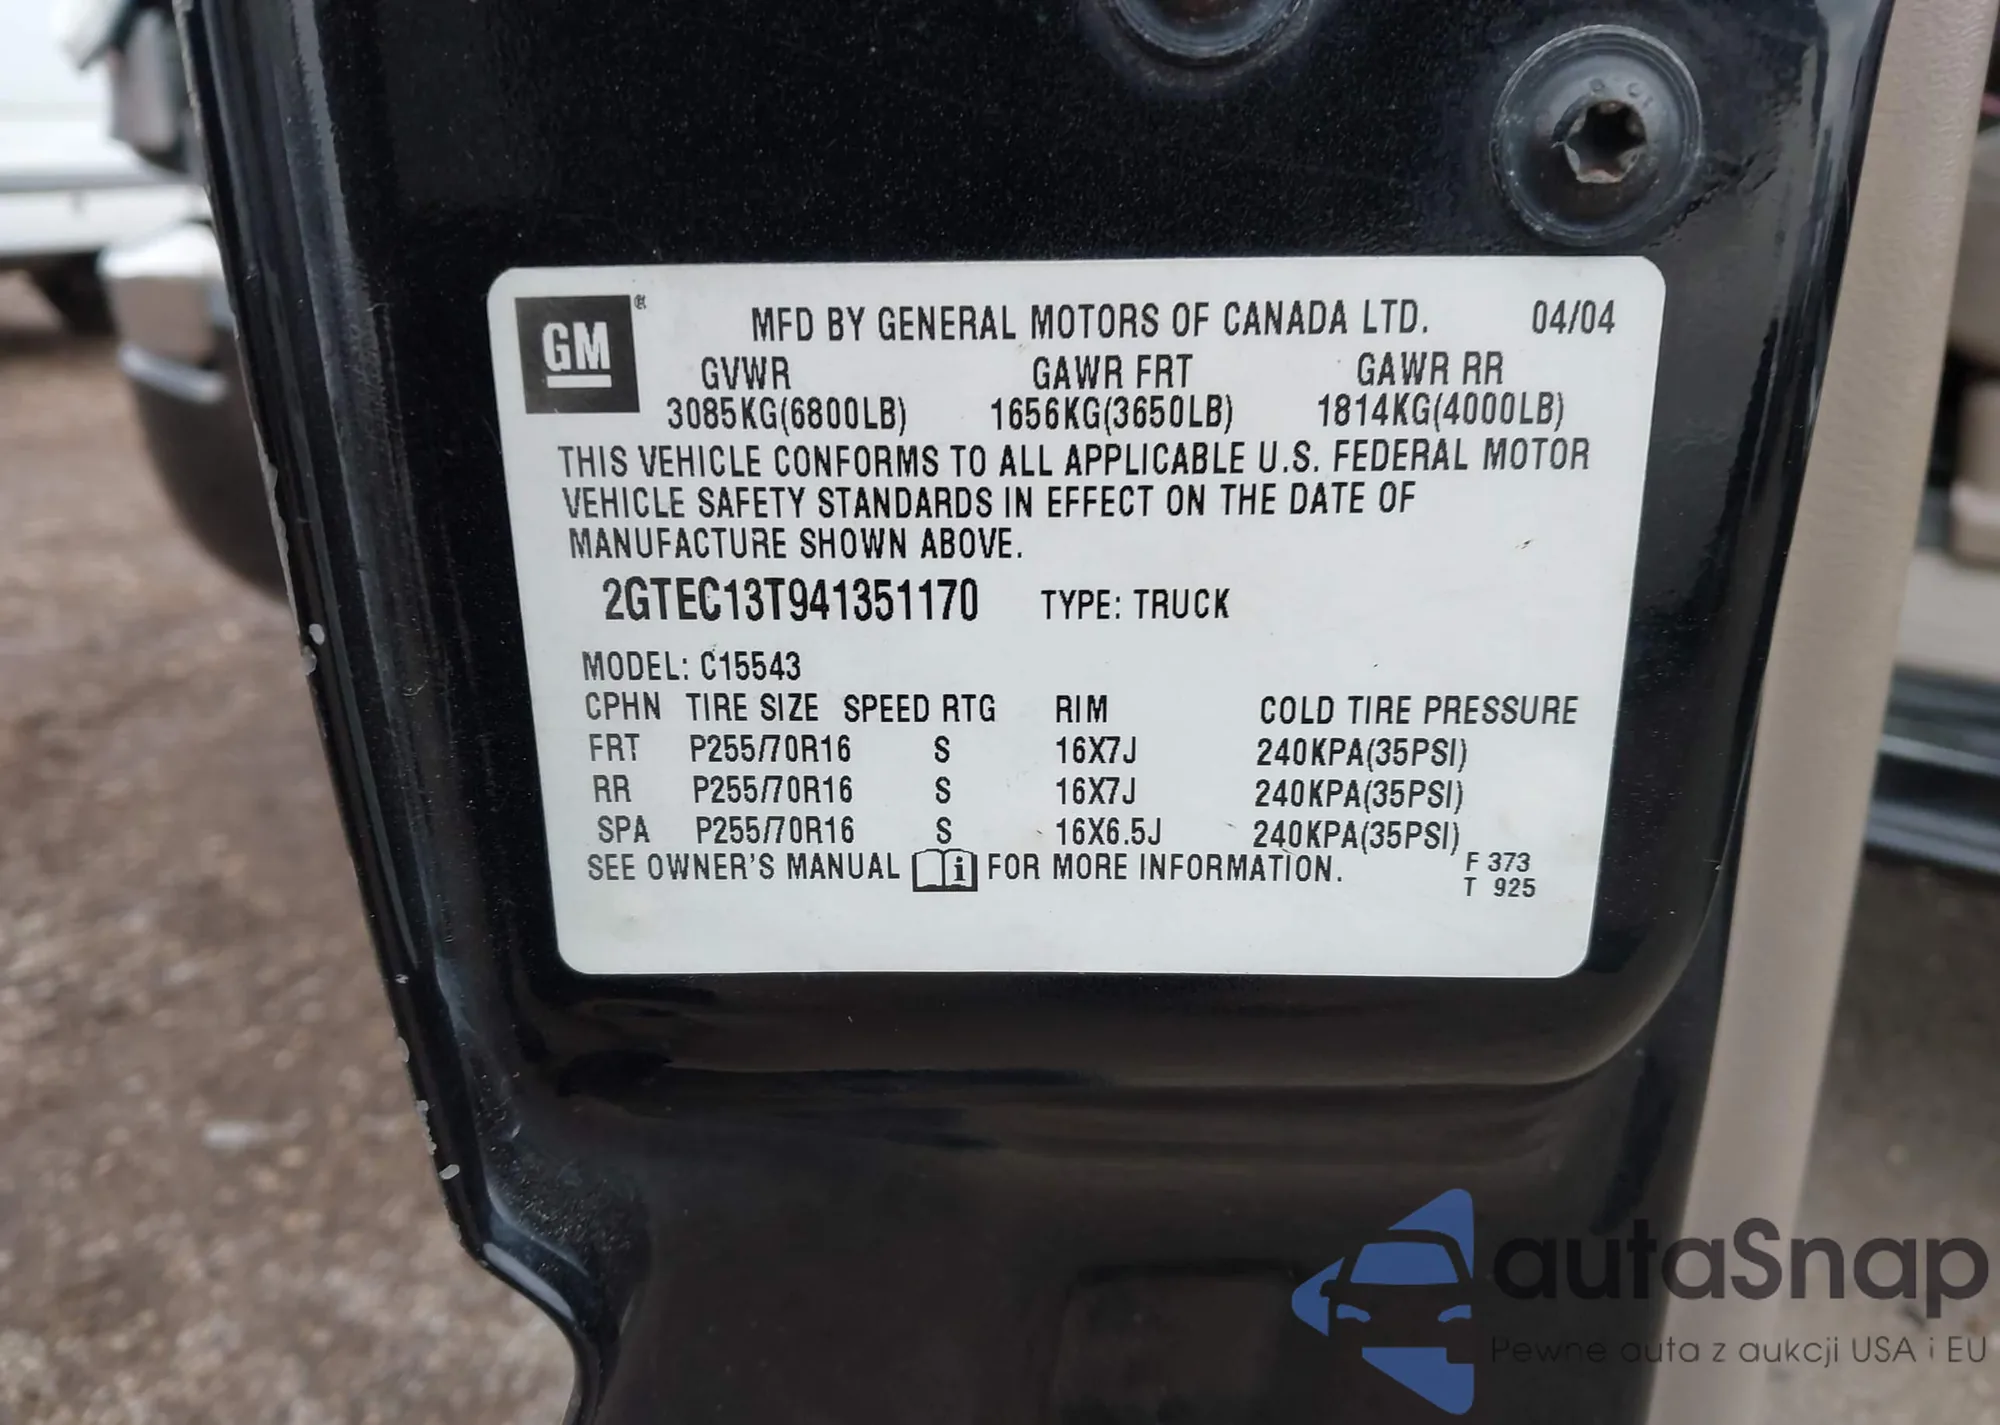 GM®
MFD BY GENERAL MOTORS OF CANADA LTD. 04/04
GVWR GAWR FRT GAWR RR
3085KG(6800LB) 1656KG(3650LB) 1814KG(4000LB)
THIS VEHICLE CONFORMS TO ALL APPLICABLE U.S. FEDERAL MOTOR
VEHICLE SAFETY STANDARDS IN EFFECT ON THE DATE OF
MANUFACTURE SHOWN ABOVE.
2GTEC13T941351170 TYPE: TRUCK
MODEL: C15543
CPHN TIRE SIZE SPEED RTG RIM COLD TIRE PRESSURE
FRT P255/70R16 S 16X7J 240KPA(35PSI)
RR P255/70R16 S 16X7J 240KPA(35PSI)
SPA P255/70R16 S 16X6.5J 240KPA(35PSI)
SEE OWNER'S MANUAL i FOR MORE INFORMATION.
F 373
T 925
autaSnap
Pewne auta z aukcji USA i EU